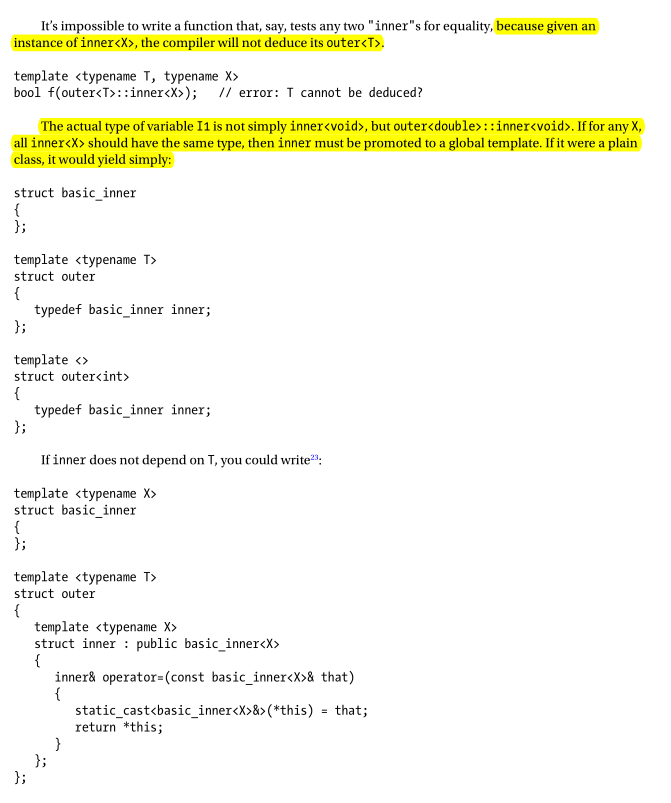 It's impossible to write a function that, say, tests any two "inner"s for equality, because given an
instance of inner<X>, the compiler will not deduce its outer<T>.
template <typename T, typename X>
bool f(outer<T>::inner<X>);   // error: T cannot be deduced?
The actual type of variable I1 is not simply inner<void>, but outer<double>::inner<void>. If for any X,
all inner<X> should have the same type, then inner must be promoted to a global template. If it were a plain
class, it would yield simply:
struct basic_inner
{
};
template <typename T>
struct outer
{
   typedef basic_inner inner;
};
template <>
struct outer<int>
{
   typedef basic_inner inner;
};
If inner does not depend on T, you could write23:
template <typename X>
struct basic_inner
{
};
template <typename T>
struct outer
{
   template <typename X>
   struct inner : public basic_inner<X>
   {
      inner& operator=(const basic_inner<X>& that)
      {
         static_cast<basic_inner<X>&>(*this) = that;
         return *this;
      }
   };
};